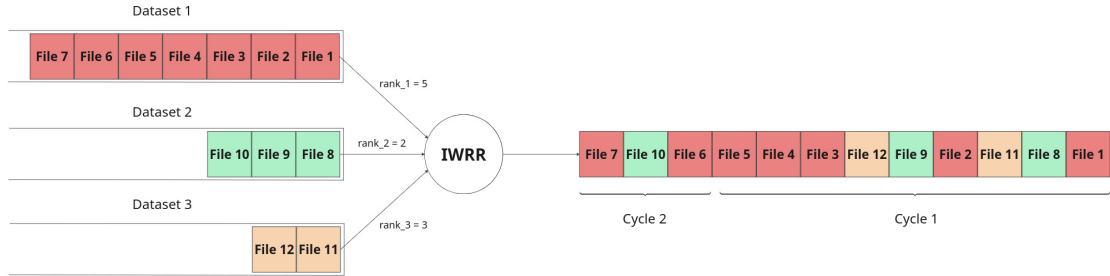 Dataset 1
File 7 File 6 File 5 File 4 File 3 File 2 File 1
rank_1 = 5
Dataset 2
File 10 File 9 File 8
rank_2 = 2
Dataset 3
File 12 File 11
rank_3 = 3
IWRR
File 7 File 10 File 6 File 5 File 4 File 3 File 12 File 9 File 2 File 11 File 8 File 1
Cycle 2 Cycle 1